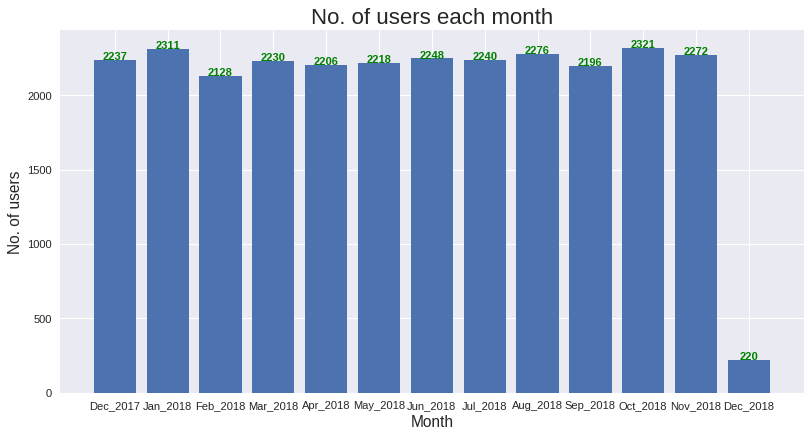 No. of users each month
No. of users
2000
1500
1000
500
0
2237
2311
2128
2230
2206
2218
2248
2240
2276
2196
2321
2272
220
Dec_2017
Jan_2018
Feb_2018
Mar_2018
Apr_2018
May_2018
Jun_2018
Jul_2018
Aug_2018
Sep_2018
Oct_2018
Nov_2018
Dec_2018
Month